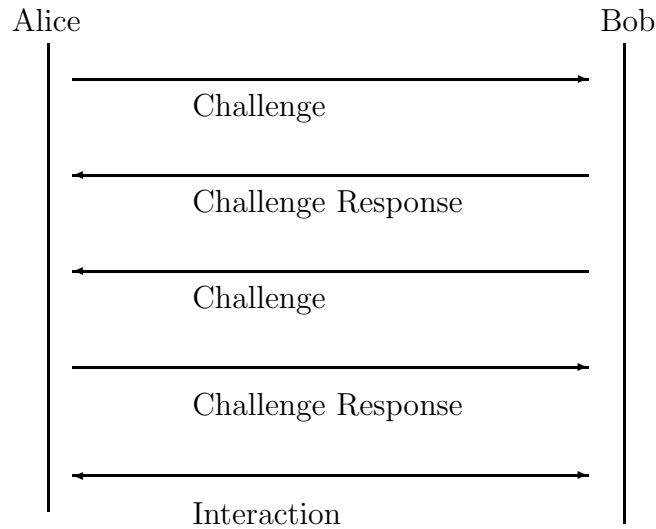 Alice Bob
Challenge
Challenge Response
Challenge
Challenge Response
Interaction